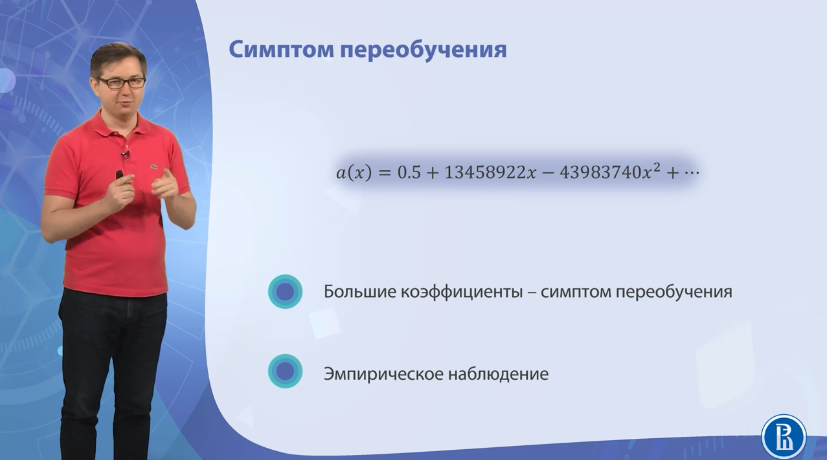 Симптом переобучения
a(x) = 0.5 + 13458922x − 43983740x² + ⋯
Большие коэффициенты – симптом переобучения
Эмпирическое наблюдение